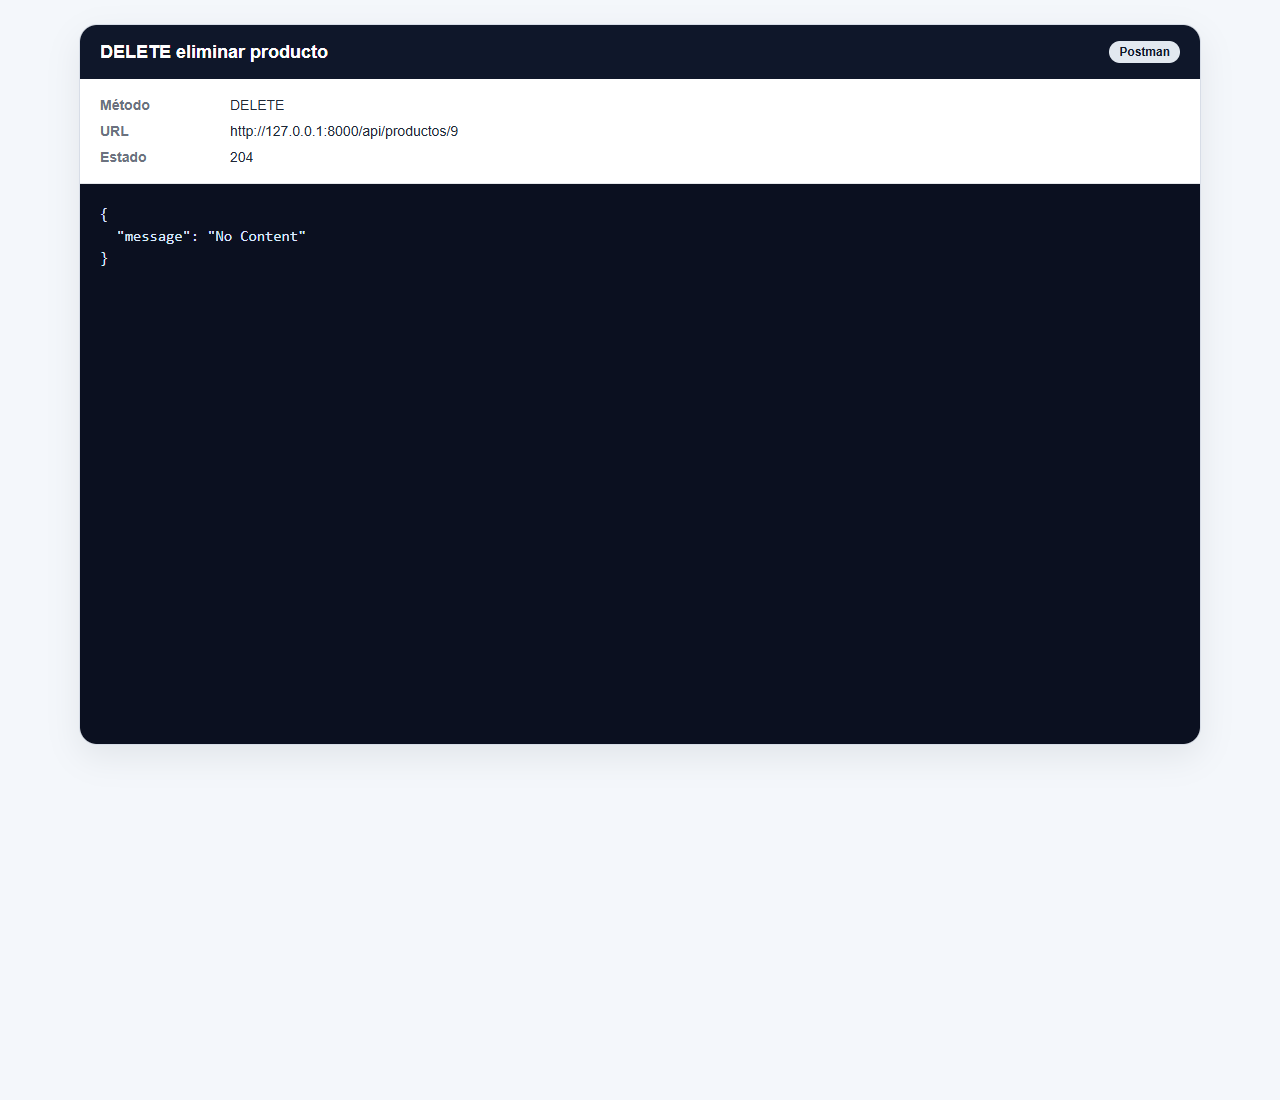 DELETE eliminar producto
Postman
Método DELETE
URL http://127.0.0.1:8000/api/productos/9
Estado 204
{
  "message": "No Content"
}